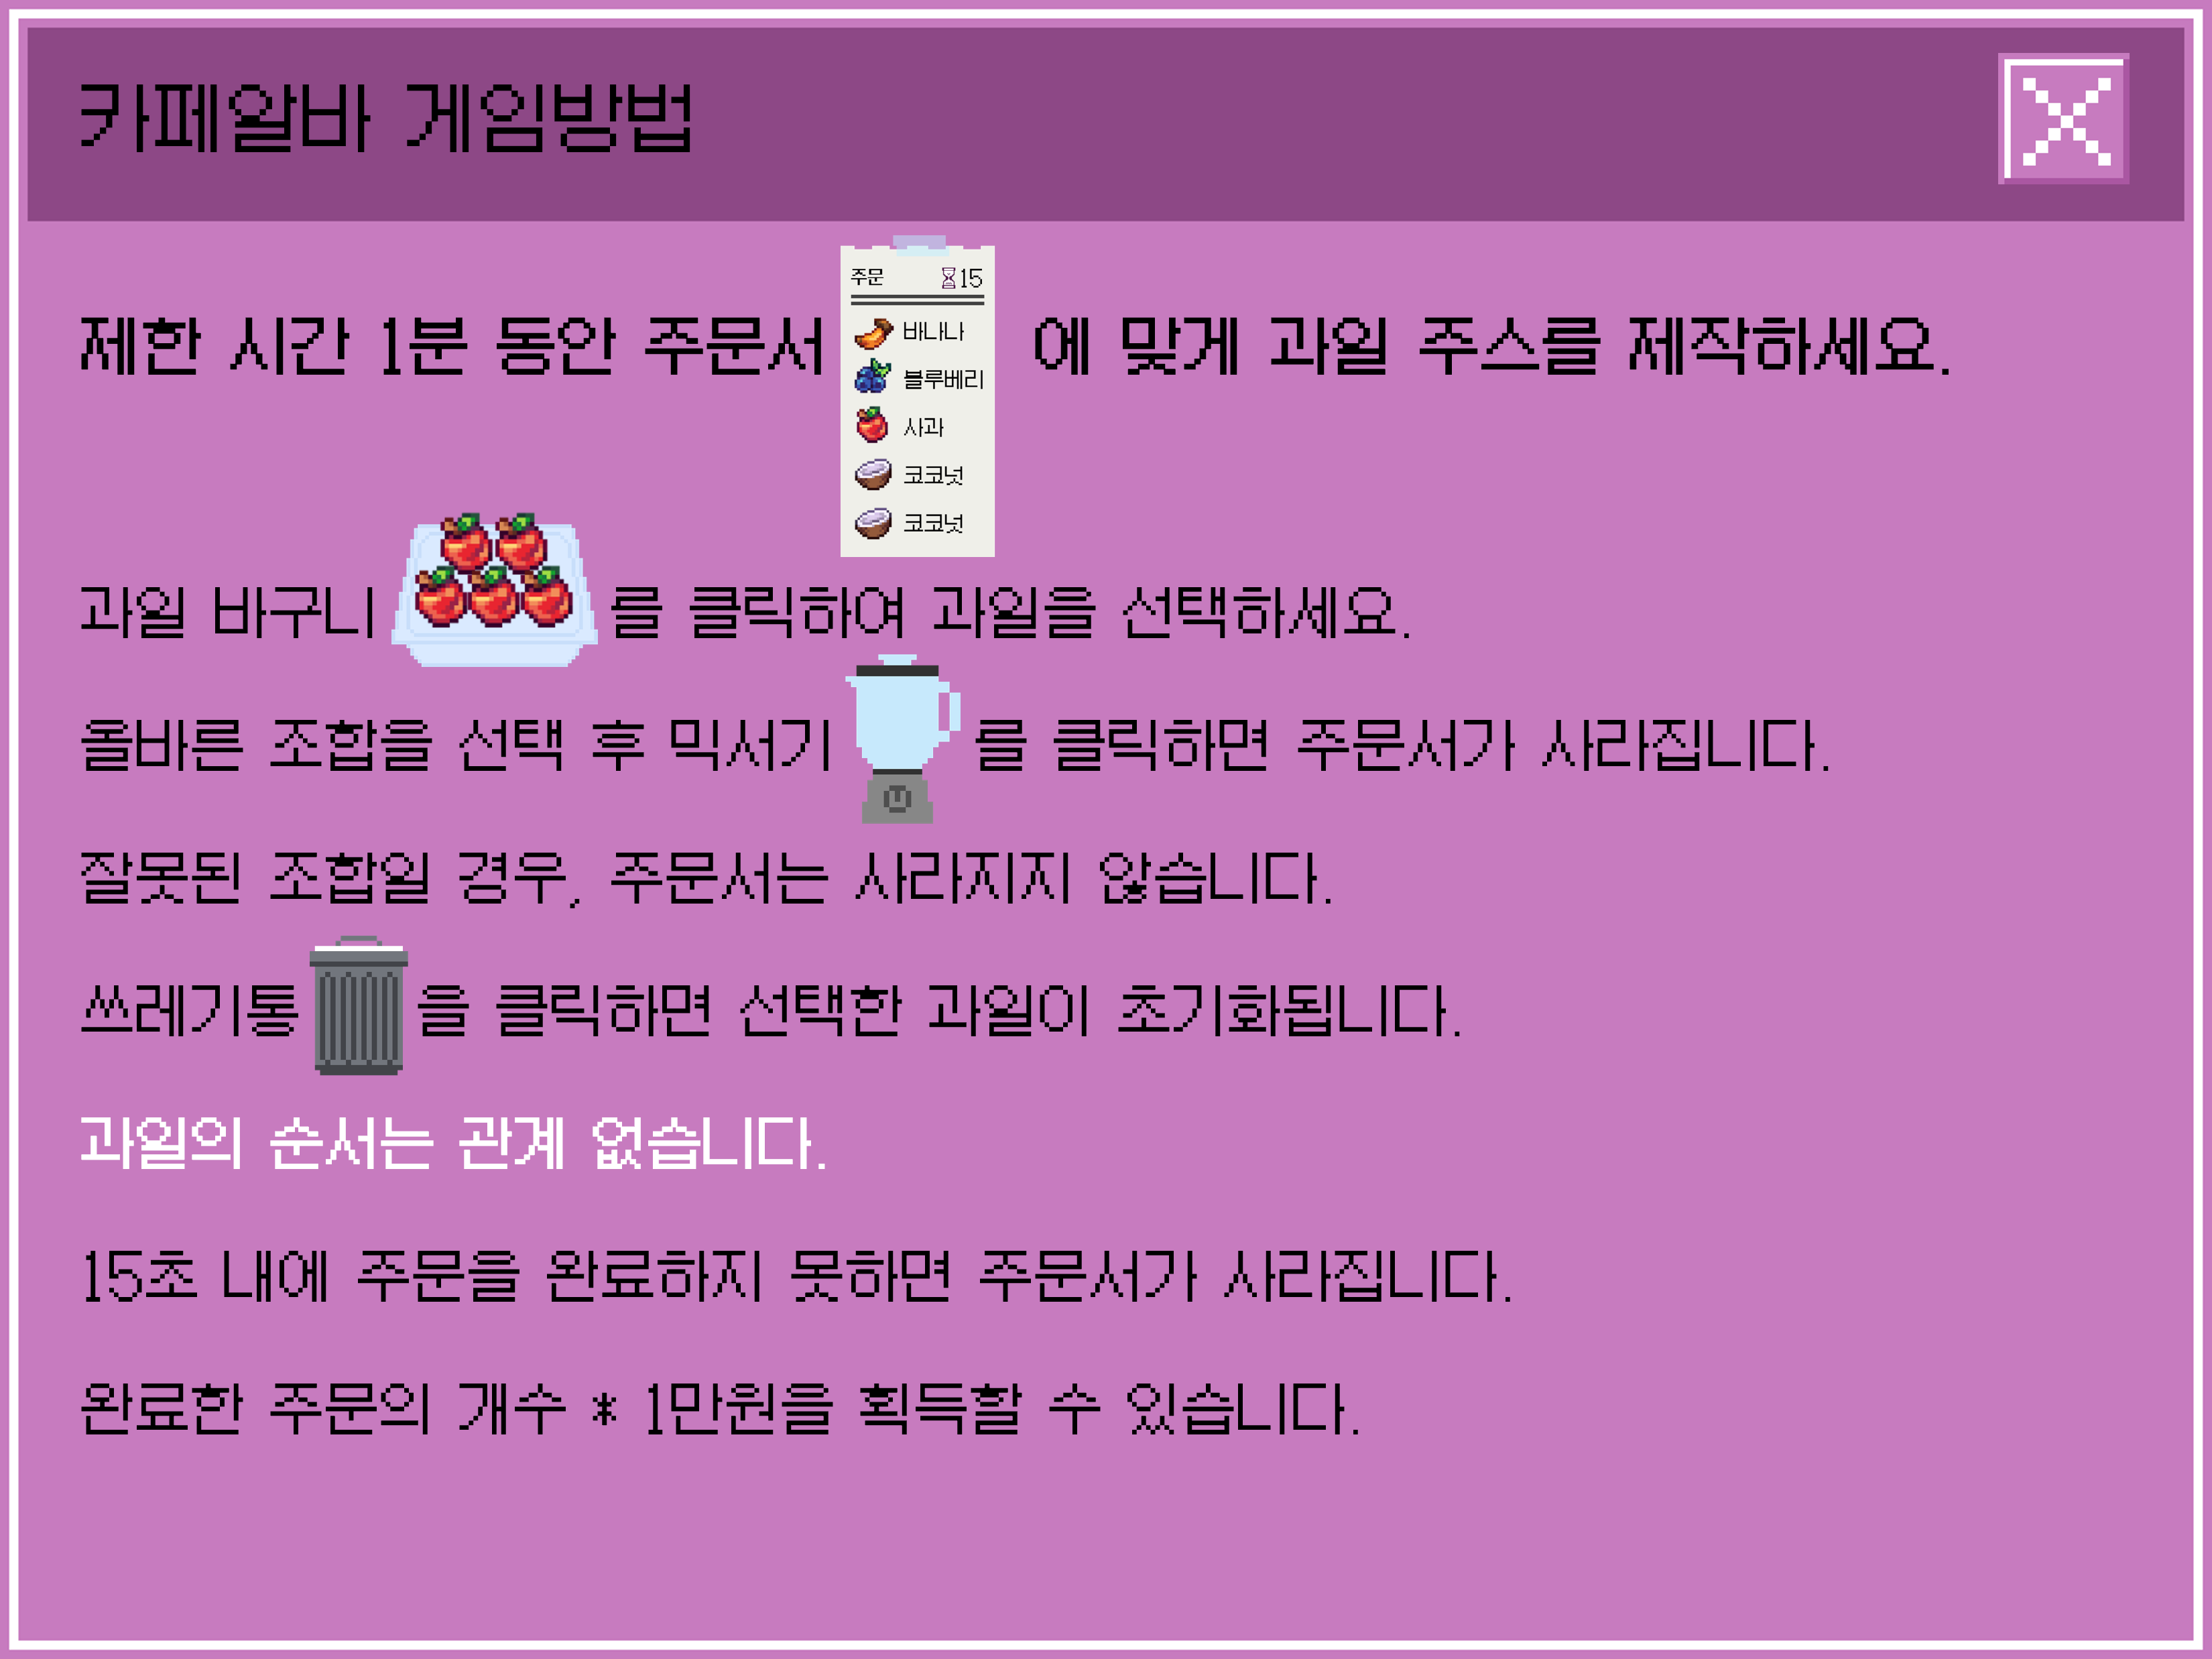 카페알바 게임방법
제한 시간 1분 동안 주문서 에 맞게 과일 주스를 제작하세요.
주문 15
바나나
블루베리
사과
코코넛
코코넛
과일 바구니 를 클릭하여 과일을 선택하세요.
올바른 조합을 선택 후 믹서기 를 클릭하면 주문서가 사라집니다.
잘못된 조합일 경우, 주문서는 사라지지 않습니다.
쓰레기통 을 클릭하면 선택한 과일이 초기화됩니다.
과일의 순서는 관계 없습니다.
15초 내에 주문을 완료하지 못하면 주문서가 사라집니다.
완료한 주문의 개수 * 1만원을 획득할 수 있습니다.